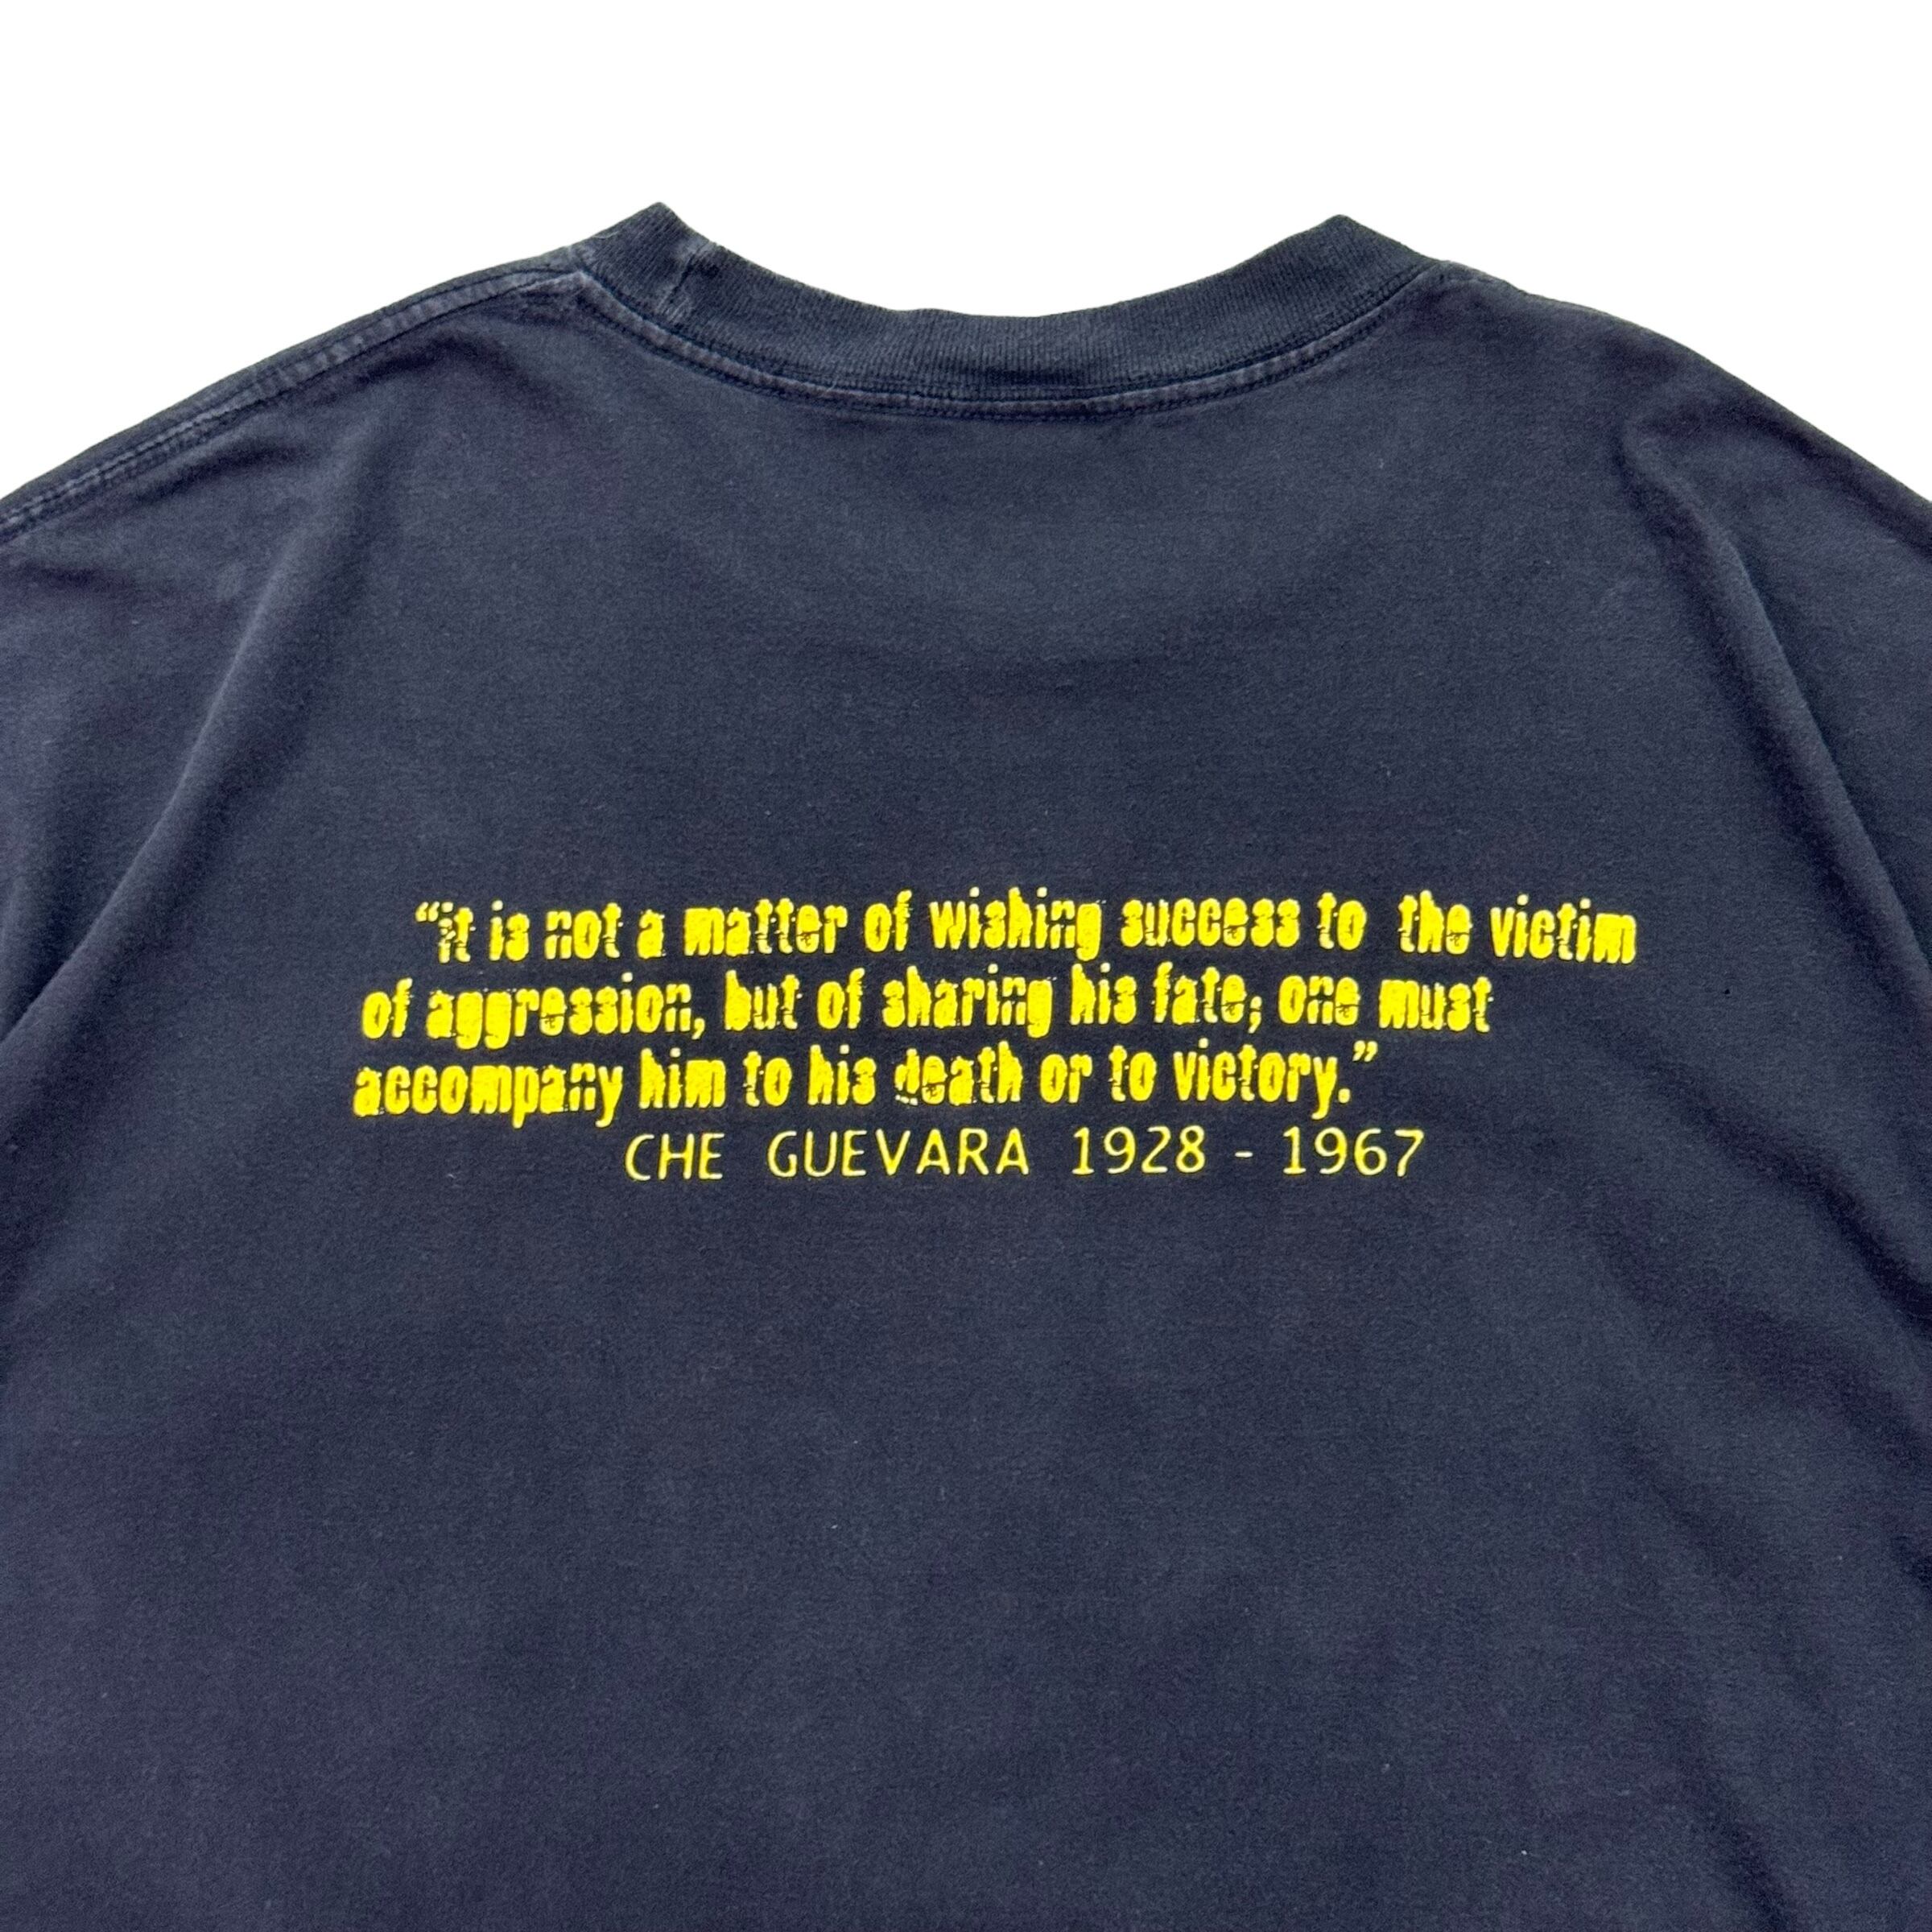 “it is not a matter of wishing success to the victim
of aggression, but of sharing his fate; one must
accompany him to his death or to victory.”
CHE GUEVARA 1928 - 1967